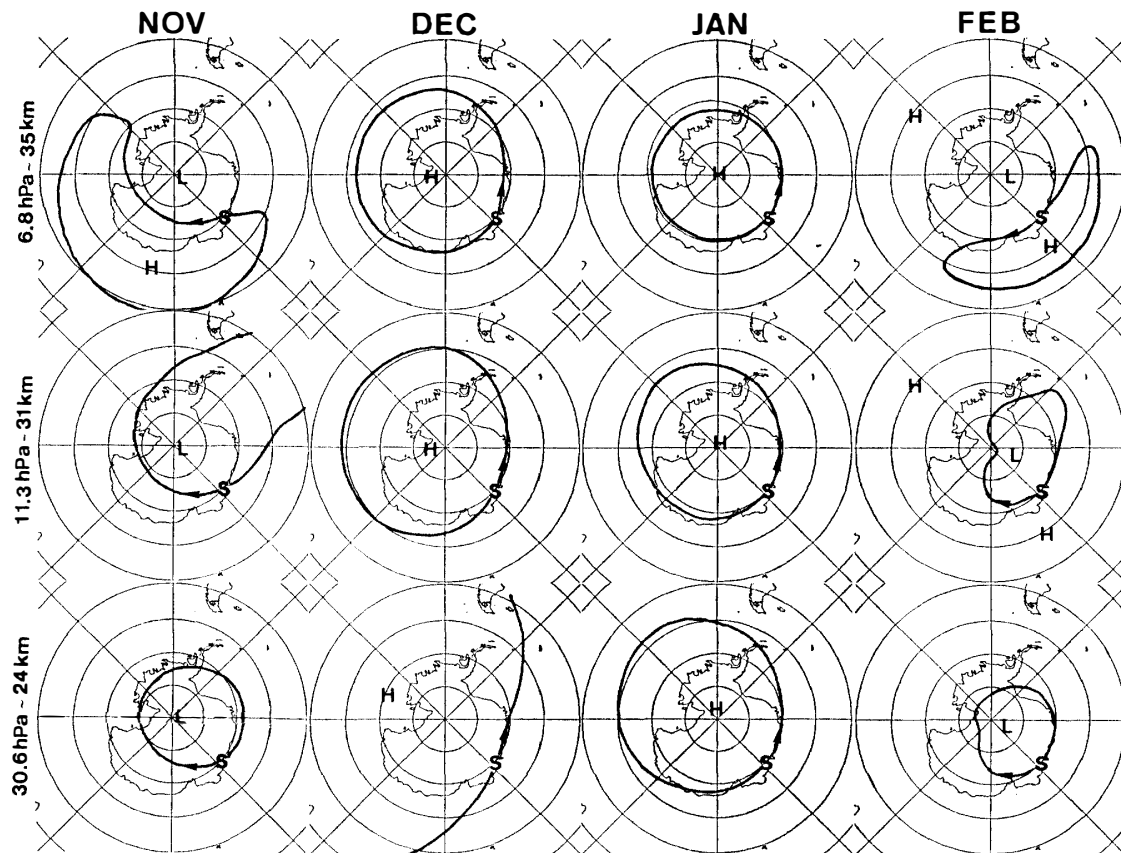 NOV DEC JAN FEB
6.8 hPa ~ 35 km
L S H
H S
H S
H L S H
11.3 hPa ~ 31 km
L S
H S
H S
H L S H
30.6 hPa ~ 24 km
L S
H S
H S
L S